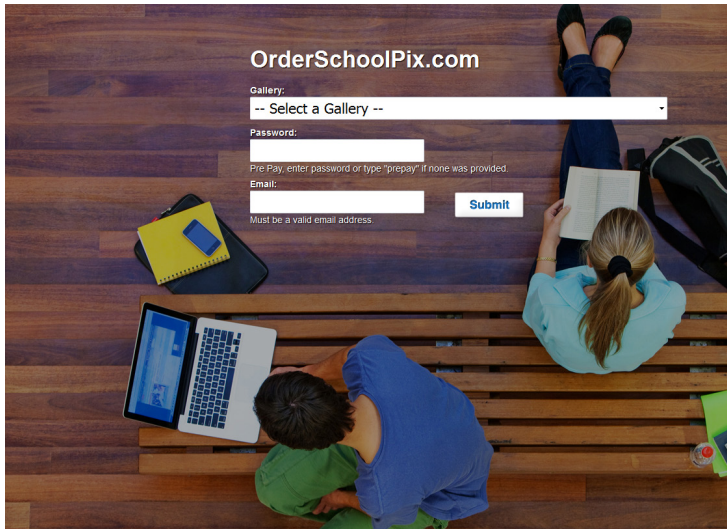 OrderSchoolPix.com
Gallery:
-- Select a Gallery --
Password:
Pre Pay, enter password or type "prepay" if none was provided.
Email:
Submit
Must be a valid email address.